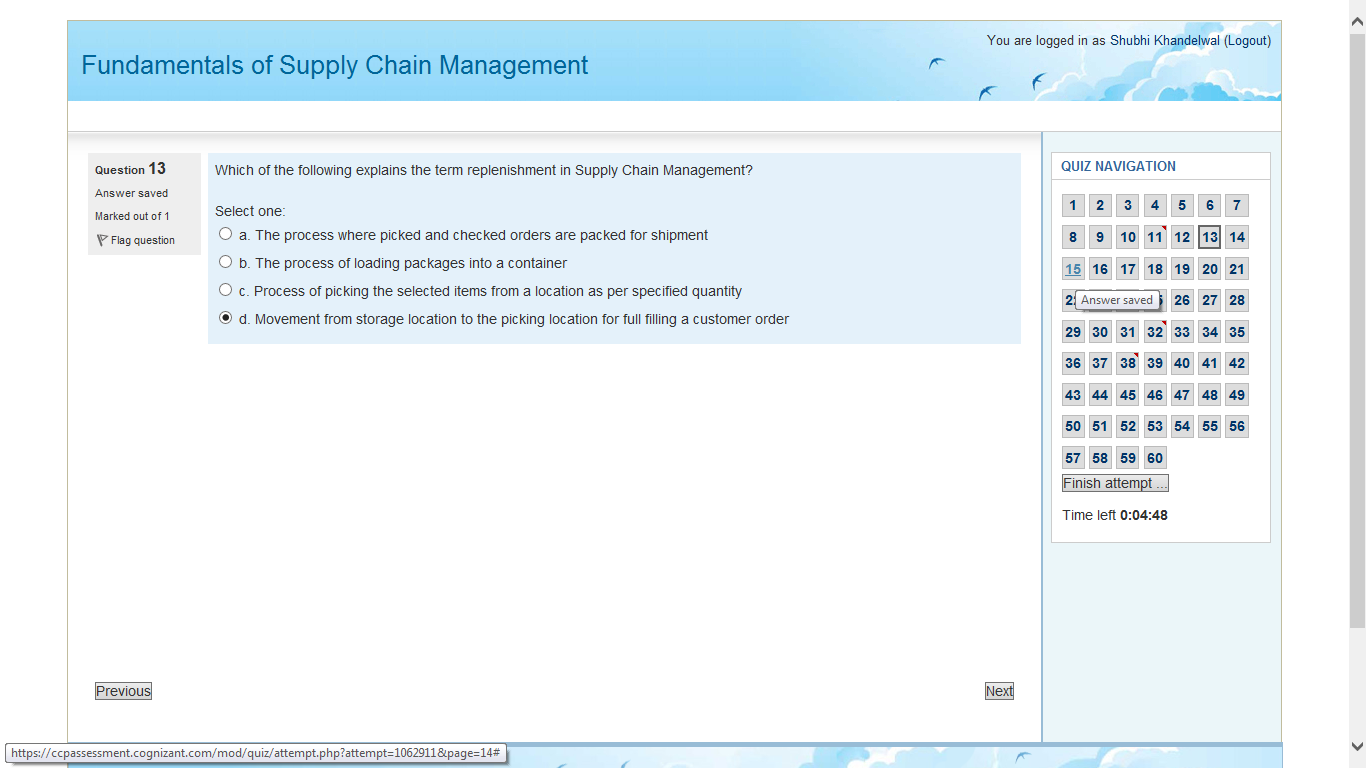 You are logged in as Shubhi Khandelwal (Logout)
Fundamentals of Supply Chain Management
Question 13
Answer saved
Marked out of 1
Flag question
Which of the following explains the term replenishment in Supply Chain Management?
Select one:
a. The process where picked and checked orders are packed for shipment
b. The process of loading packages into a container
c. Process of picking the selected items from a location as per specified quantity
d. Movement from storage location to the picking location for full filling a customer order
Previous
Next
QUIZ NAVIGATION
1 2 3 4 5 6 7
8 9 10 11 12 13 14
15 16 17 18 19 20 21
Answer saved 26 27 28
29 30 31 32 33 34 35
36 37 38 39 40 41 42
43 44 45 46 47 48 49
50 51 52 53 54 55 56
57 58 59 60
Finish attempt ...
Time left 0:04:48
https://ccpassessment.cognizant.com/mod/quiz/attempt.php?attempt=1062911&page=14#